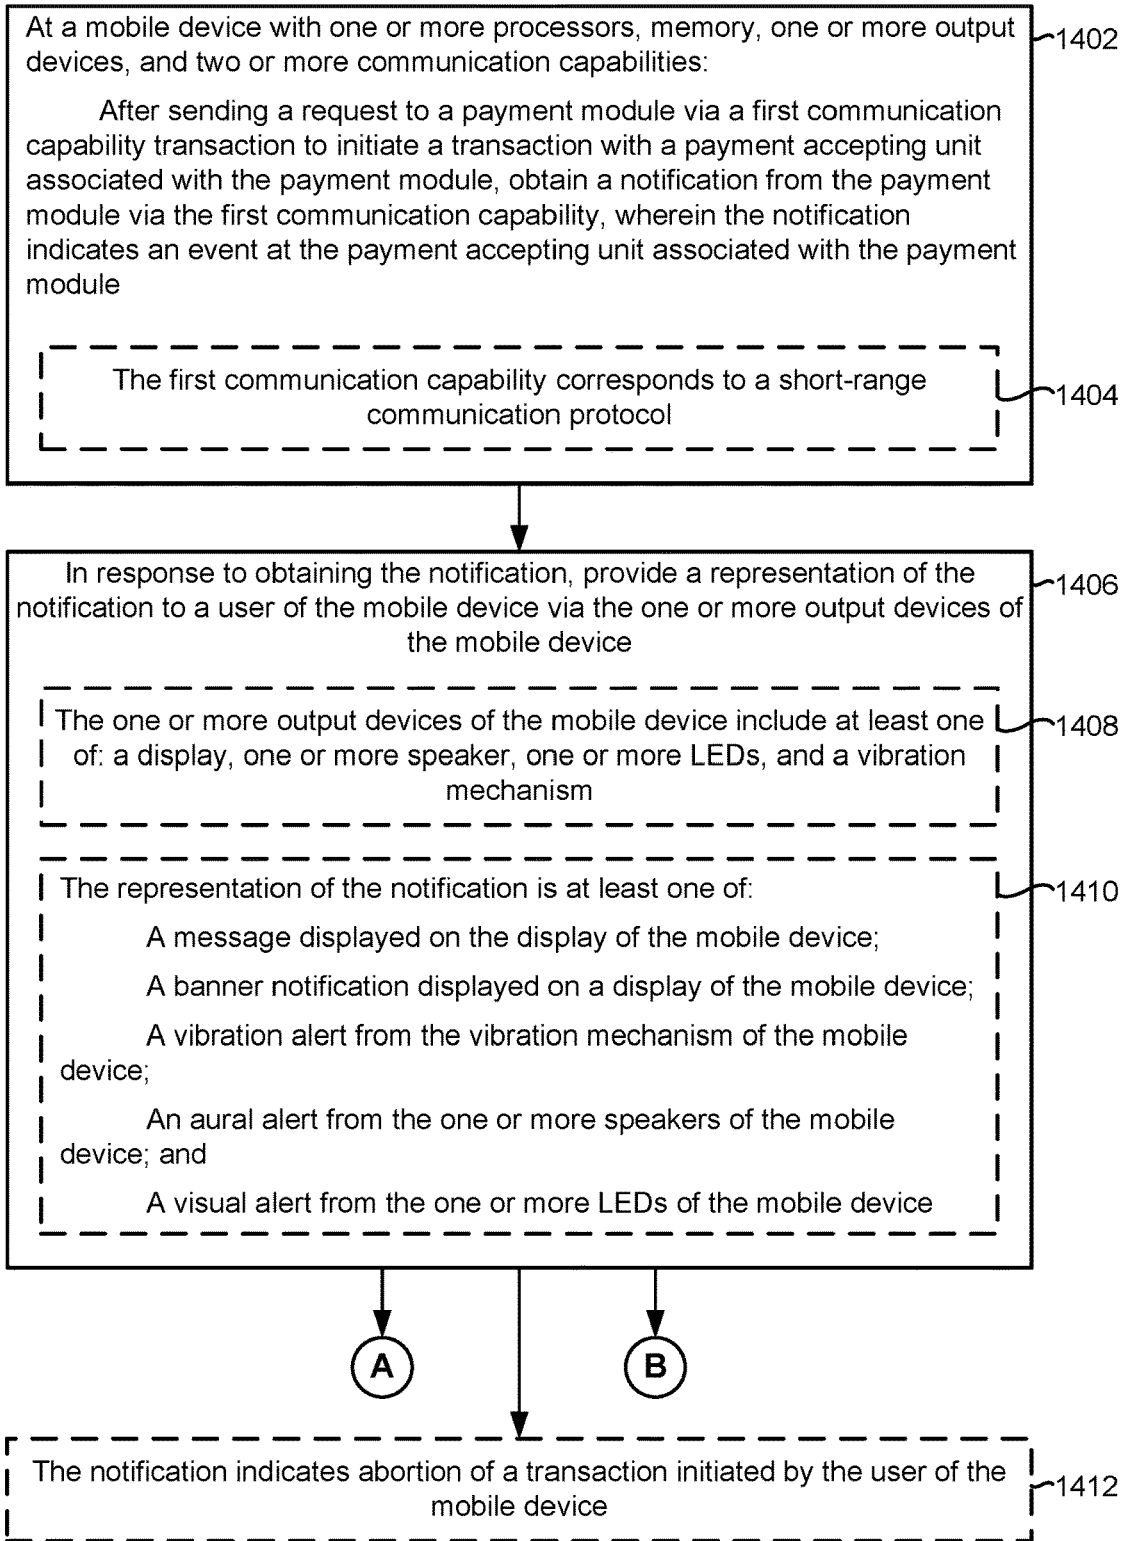 At a mobile device with one or more processors, memory, one or more output
devices, and two or more communication capabilities:
1402
After sending a request to a payment module via a first communication
capability transaction to initiate a transaction with a payment accepting unit
associated with the payment module, obtain a notification from the payment
module via the first communication capability, wherein the notification
indicates an event at the payment accepting unit associated with the payment
module
The first communication capability corresponds to a short-range
communication protocol
1404
In response to obtaining the notification, provide a representation of the
notification to a user of the mobile device via the one or more output devices of
the mobile device
1406
The one or more output devices of the mobile device include at least one
of: a display, one or more speaker, one or more LEDs, and a vibration
mechanism
1408
The representation of the notification is at least one of:
1410
A message displayed on the display of the mobile device;
A banner notification displayed on a display of the mobile device;
A vibration alert from the vibration mechanism of the mobile
device;
An aural alert from the one or more speakers of the mobile
device; and
A visual alert from the one or more LEDs of the mobile device
A
B
The notification indicates abortion of a transaction initiated by the user of the
mobile device
1412